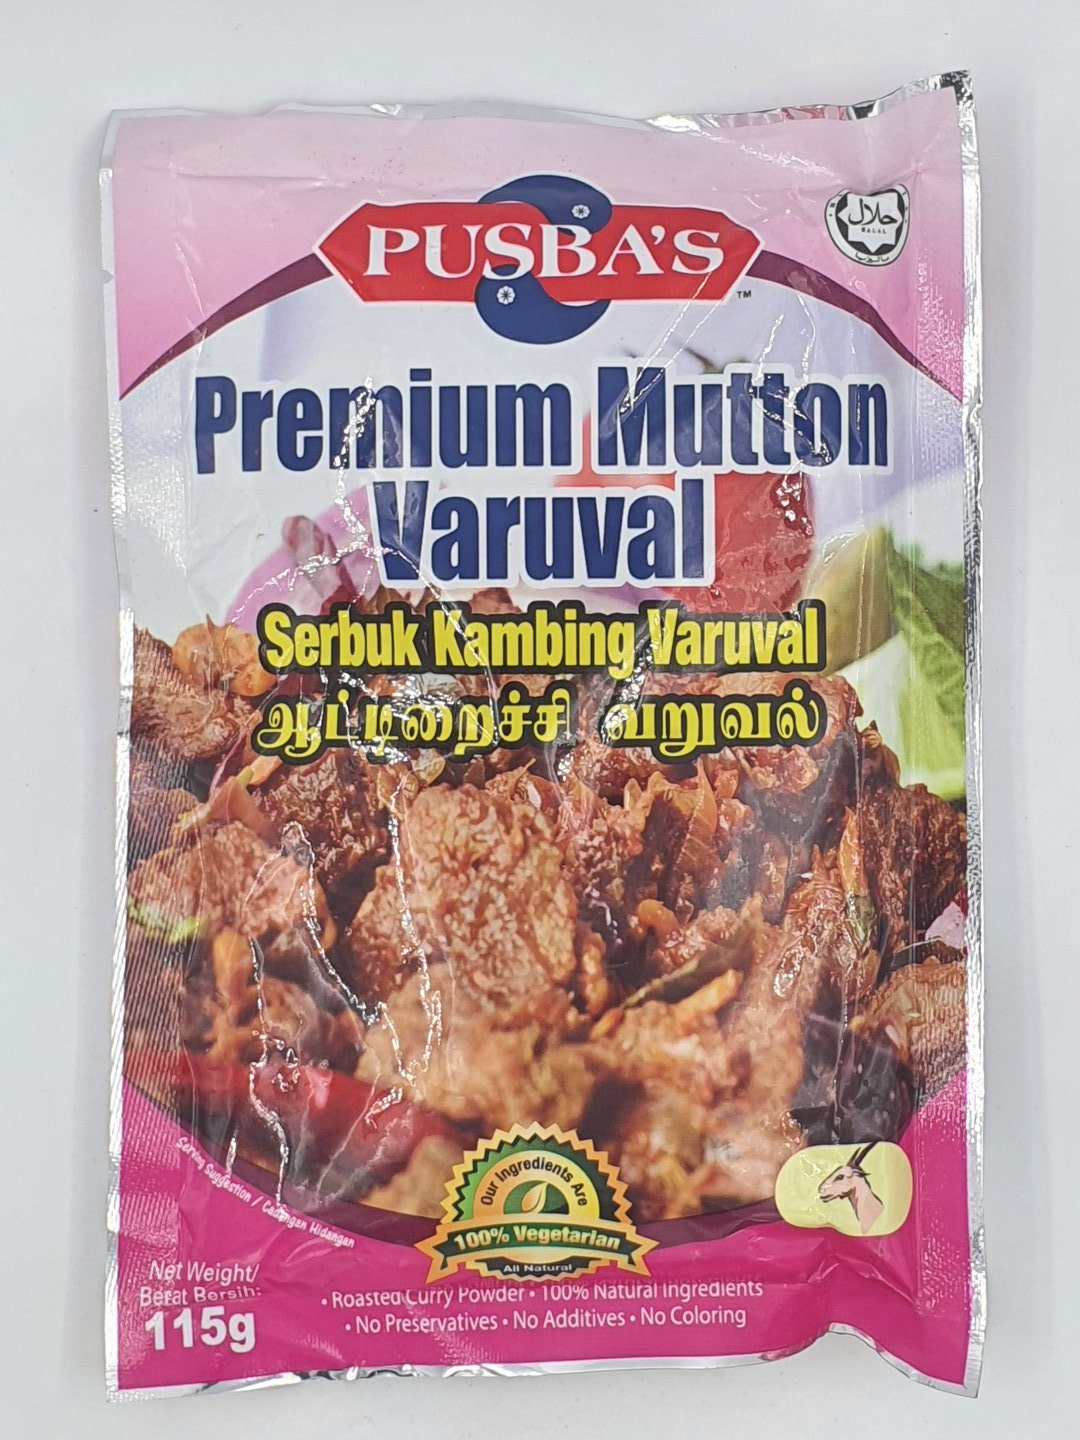 PUSBA'S
TM
حلال
HALAL
Premium Mutton
Varuval
Serbuk Kambing Varuval
ஆட்டிறைச்சி வறுவல்
Serving Suggestion / Cadangan Hidangan
Our Ingredients Are
100% Vegetarian
All Natural
Net Weight/
Berat Bersih:
115g
• Roasted Curry Powder • 100% Natural Ingredients
• No Preservatives • No Additives • No Coloring